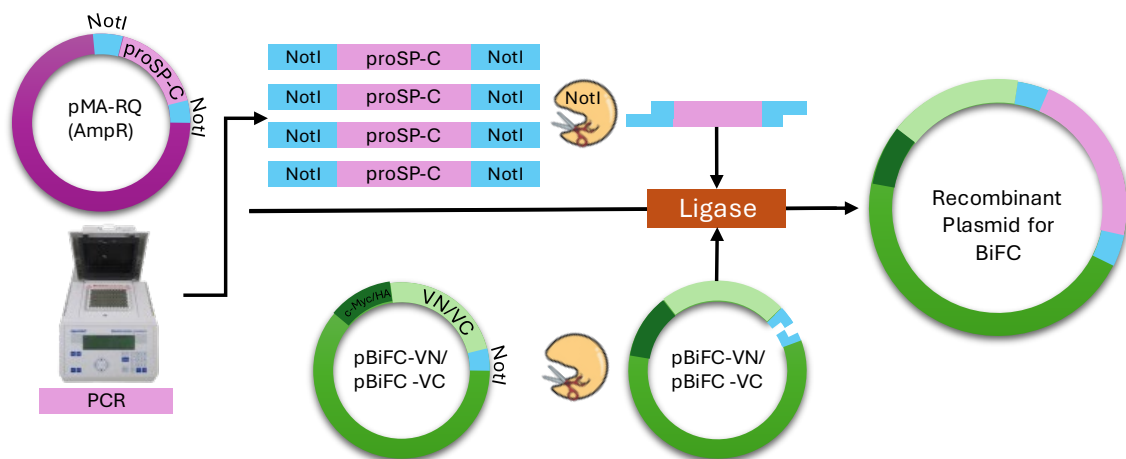 NotI
proSP-C
NotI
pMA-RQ
(AmpR)
NotI proSP-C NotI
NotI proSP-C NotI
NotI proSP-C NotI
NotI proSP-C NotI
NotI
Ligase
Recombinant
Plasmid for
BiFC
c-Myc/HA
VN/VC
NotI
pBiFC-VN/
pBiFC -VC
pBiFC-VN/
pBiFC -VC
PCR